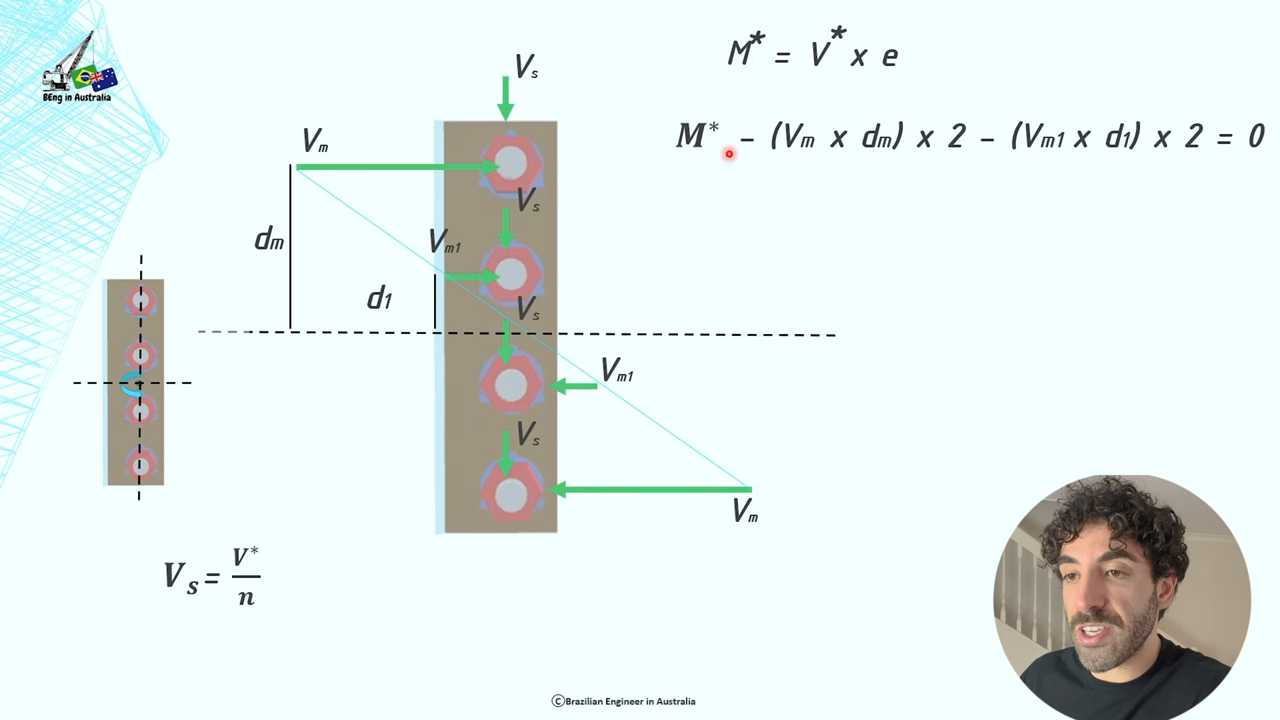 M* = V* x e
M* - (Vm x dm) x 2 - (Vm1 x d1) x 2 = 0
BEng in Australia
Vs
Vm
Vs
Vm1
dm
d1
Vs
Vm1
Vs
Vm
Vs = V*/n
©Brazilian Engineer in Australia